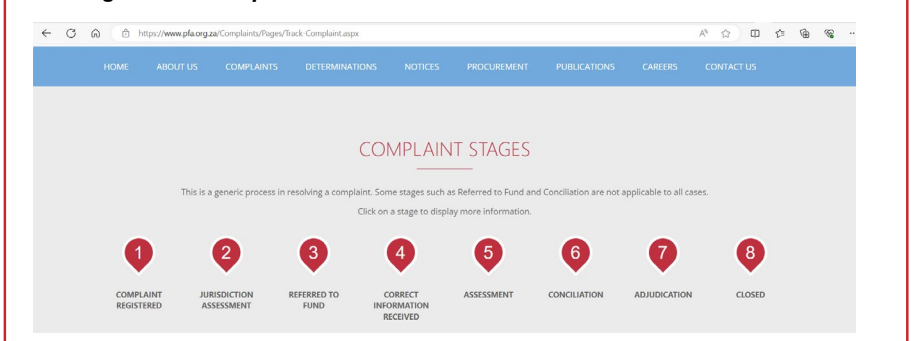 https://www.pfa.org.za/Complaints/Pages/Track-Complaint.aspx
HOME ABOUT US COMPLAINTS DETERMINATIONS NOTICES PROCUREMENT PUBLICATIONS CAREERS CONTACT US
COMPLAINT STAGES
This is a generic process in resolving a complaint. Some stages such as Referred to Fund and Conciliation are not applicable to all cases.
Click on a stage to display more information.
1 2 3 4 5 6 7 8
COMPLAINT REGISTERED
JURISDICTION ASSESSMENT
REFERRED TO FUND
CORRECT INFORMATION RECEIVED
ASSESSMENT
CONCILIATION
ADJUDICATION
CLOSED